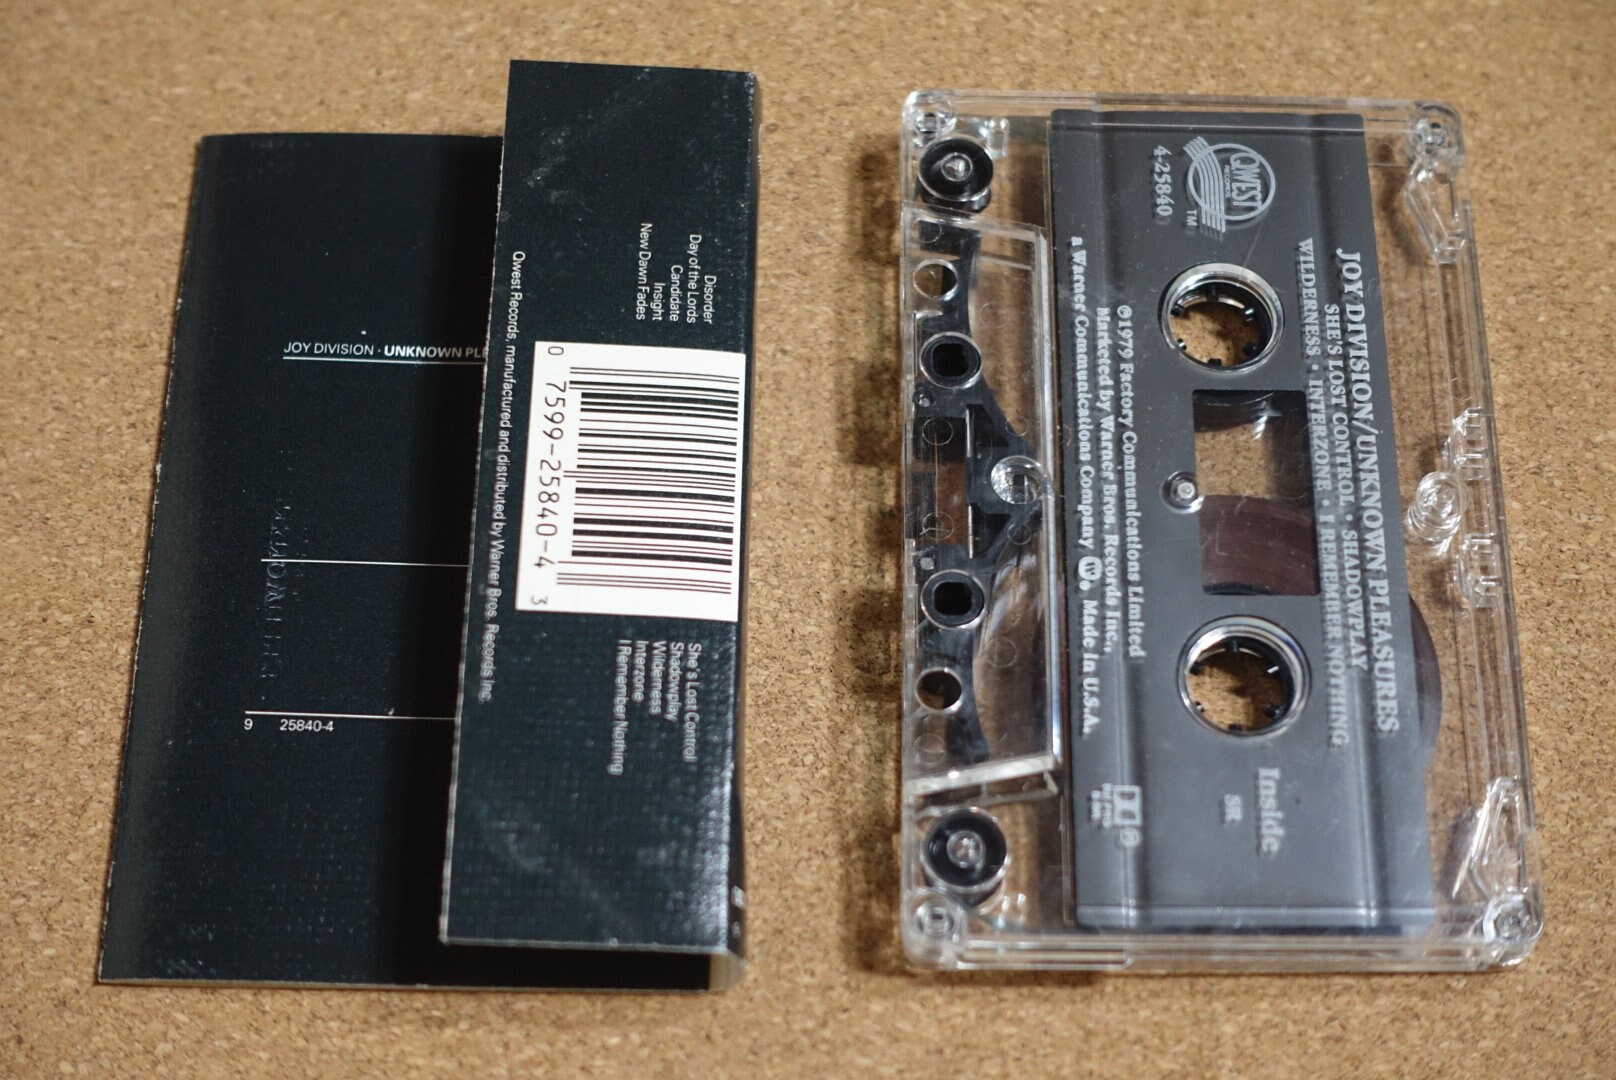 JOY DIVISION · UNKNOWN PLE
9 25840-4
Disorder
Day of the Lords
Candidate
Insight
New Dawn Fades
0 7599-25840-4 3
She's Lost Control
Shadowplay
Wilderness
Interzone
I Remember Nothing
Qwest Records, manufactured and distributed by Warner Bros. Records Inc.
JOY DIVISION/UNKNOWN PLEASURES
SHE'S LOST CONTROL • SHADOWPLAY
WILDERNESS • INTERZONE • I REMEMBER NOTHING
QWEST
RECORDS
TM
4-25840
Inside
SR
℗1979 Factory Communications Limited
Marketed by Warner Bros. Records Inc.,
a Warner Communications Company. Made in U.S.A.